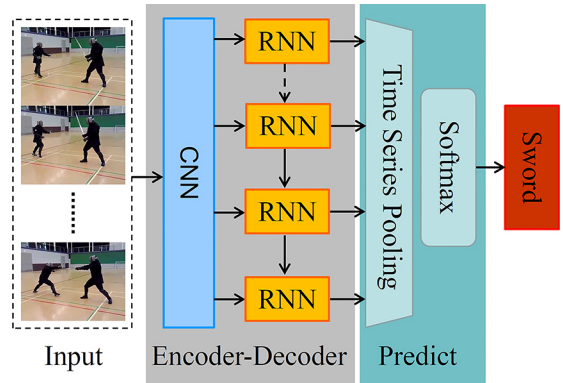 RNN
RNN
RNN
RNN
CNN
Time Series Pooling
Softmax
Sword
Input
Encoder-Decoder
Predict